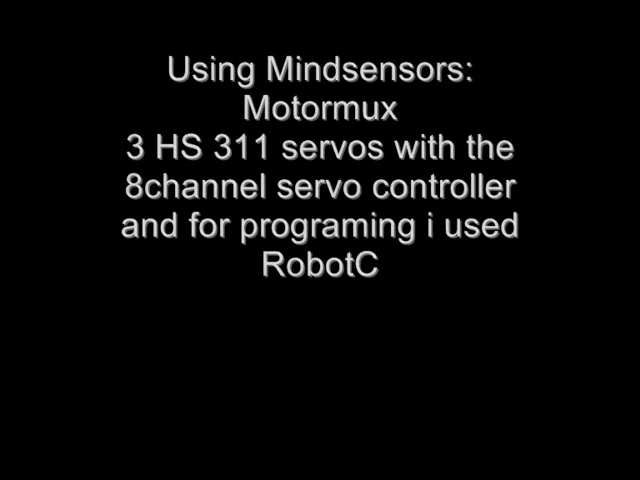 Using Mindsensors:
Motormux
3 HS 311 servos with the
8channel servo controller
and for programing i used
RobotC